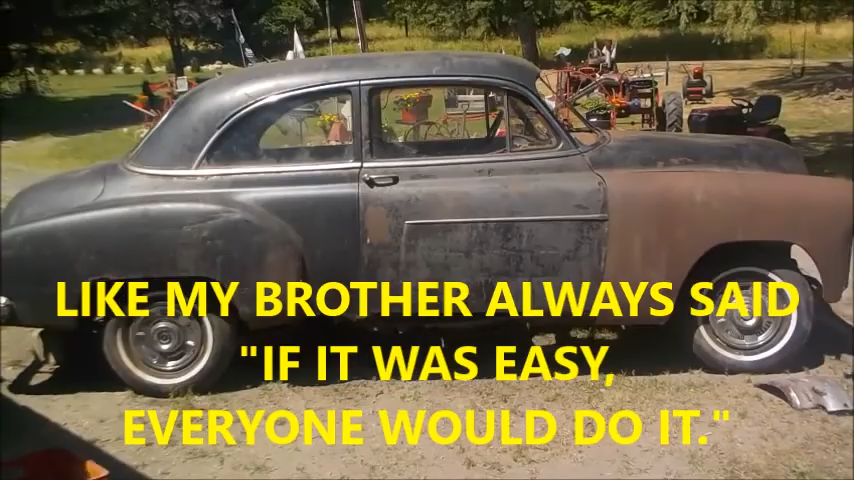 LIKE MY BROTHER ALWAYS SAID
"IF IT WAS EASY,
EVERYONE WOULD DO IT."